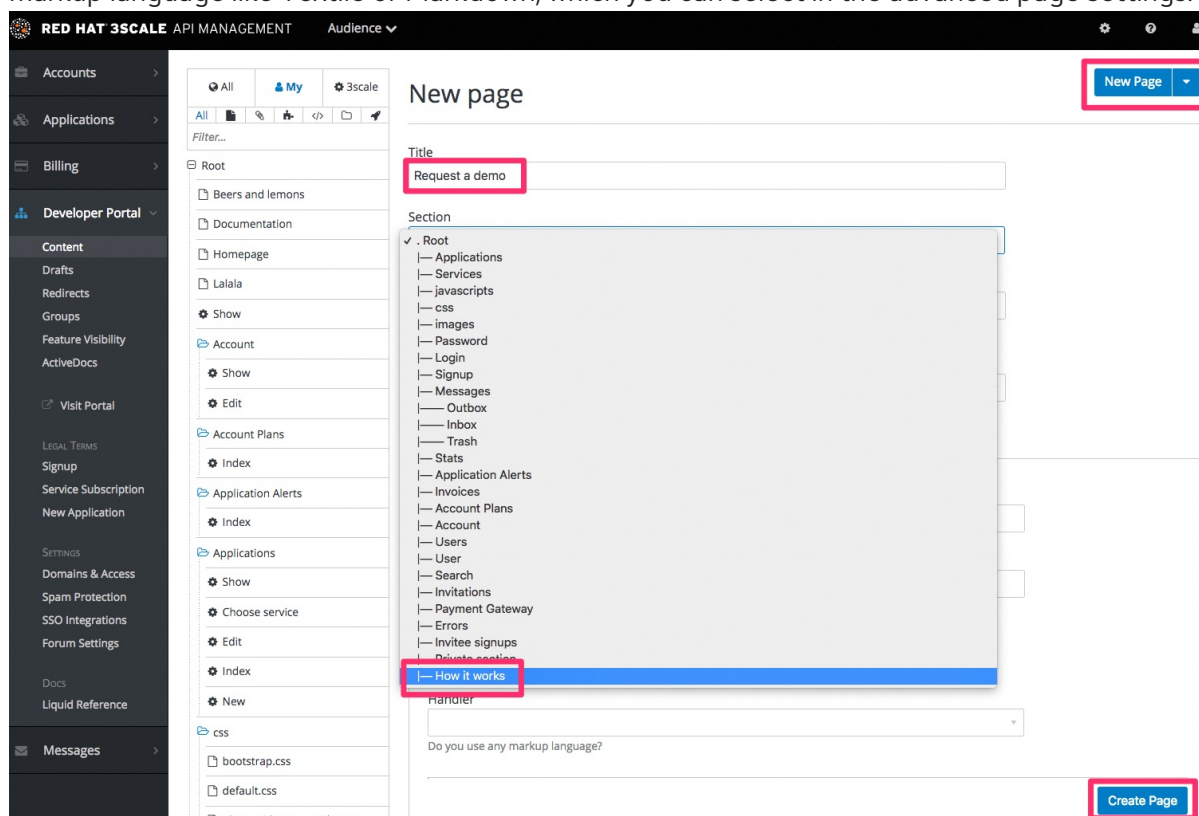 markup language like Textile or Markdown, which you can select in the advanced page settings.
RED HAT 3SCALE API MANAGEMENT Audience
Accounts
Applications
Billing
Developer Portal
Content
Drafts
Redirects
Groups
Feature Visibility
ActiveDocs
Visit Portal
LEGAL TERMS
Signup
Service Subscription
New Application
SETTINGS
Domains & Access
Spam Protection
SSO Integrations
Forum Settings
DOCS
Liquid Reference
Messages
All My 3scale
All
Filter...
Root
Beers and lemons
Documentation
Homepage
Lalala
Show
Account
Show
Edit
Account Plans
Index
Application Alerts
Index
Applications
Show
Choose service
Edit
Index
New
css
bootstrap.css
default.css
New page
New Page
Title
Request a demo
Section
. Root
|— Applications
|— Services
|— javascripts
|— css
|— images
|— Password
|— Login
|— Signup
|— Messages
|—— Outbox
|—— Inbox
|—— Trash
|— Stats
|— Application Alerts
|— Invoices
|— Account Plans
|— Account
|— Users
|— User
|— Search
|— Invitations
|— Payment Gateway
|— Errors
|— Invitee signups
|— Private section
|— How it works
Handler
Do you use any markup language?
Create Page